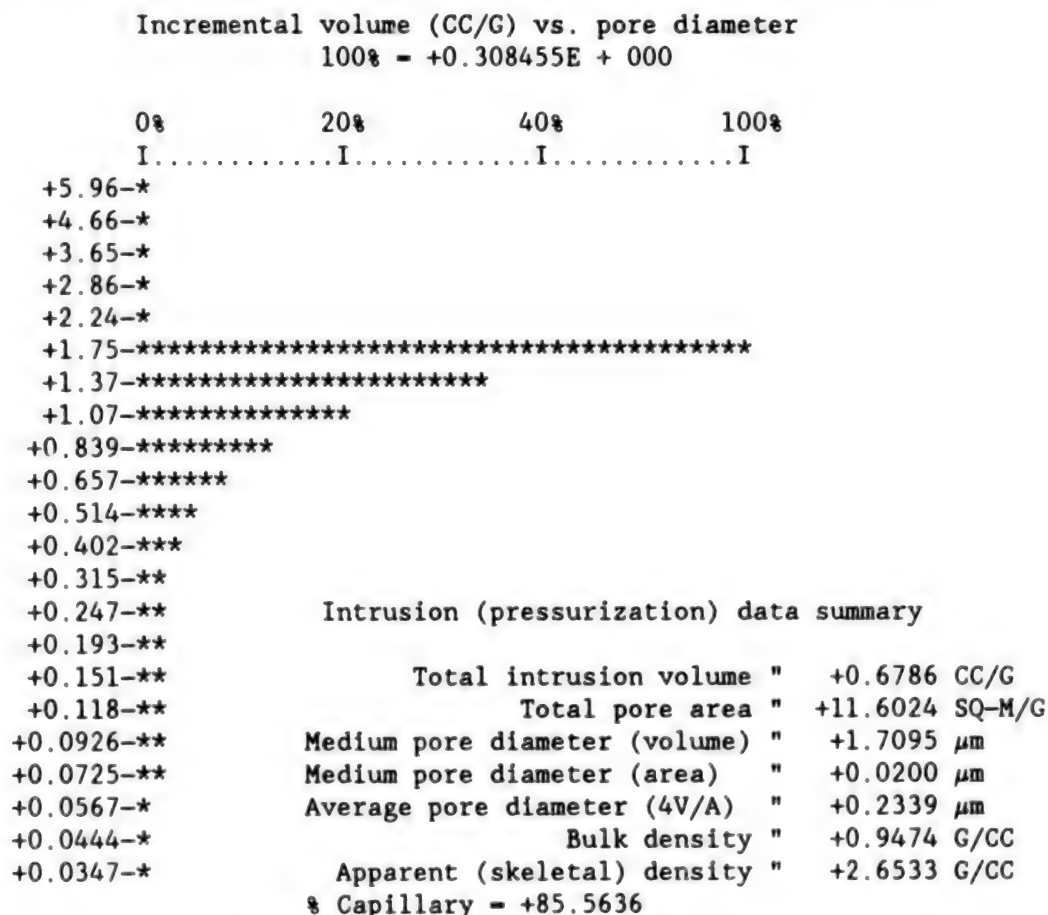 Incremental volume (CC/G) vs. pore diameter
100% = +0.308455E + 000
0% 20% 40% 100%
I............I............I............I
+5.96-*
+4.66-*
+3.65-*
+2.86-*
+2.24-*
+1.75-****************************************
+1.37-***********************
+1.07-**************
+0.839-*********
+0.657-******
+0.514-****
+0.402-***
+0.315-**
+0.247-** Intrusion (pressurization) data summary
+0.193-**
+0.151-** Total intrusion volume " +0.6786 CC/G
+0.118-** Total pore area " +11.6024 SQ-M/G
+0.0926-** Medium pore diameter (volume) " +1.7095 μm
+0.0725-** Medium pore diameter (area) " +0.0200 μm
+0.0567-* Average pore diameter (4V/A) " +0.2339 μm
+0.0444-* Bulk density " +0.9474 G/CC
+0.0347-* Apparent (skeletal) density " +2.6533 G/CC
% Capillary = +85.5636